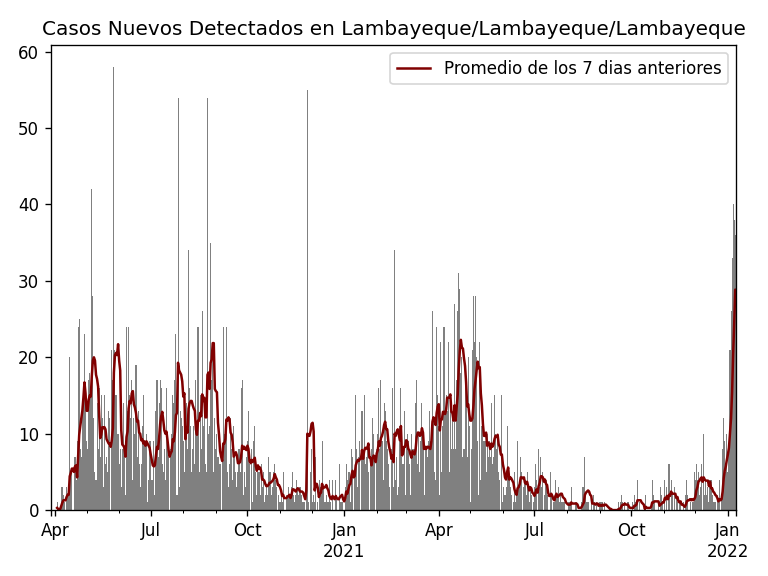 Casos Nuevos Detectados en Lambayeque/Lambayeque/Lambayeque
Promedio de los 7 dias anteriores
60
50
40
30
20
10
0
Apr Jul Oct Jan Apr Jul Oct Jan
2021 2022